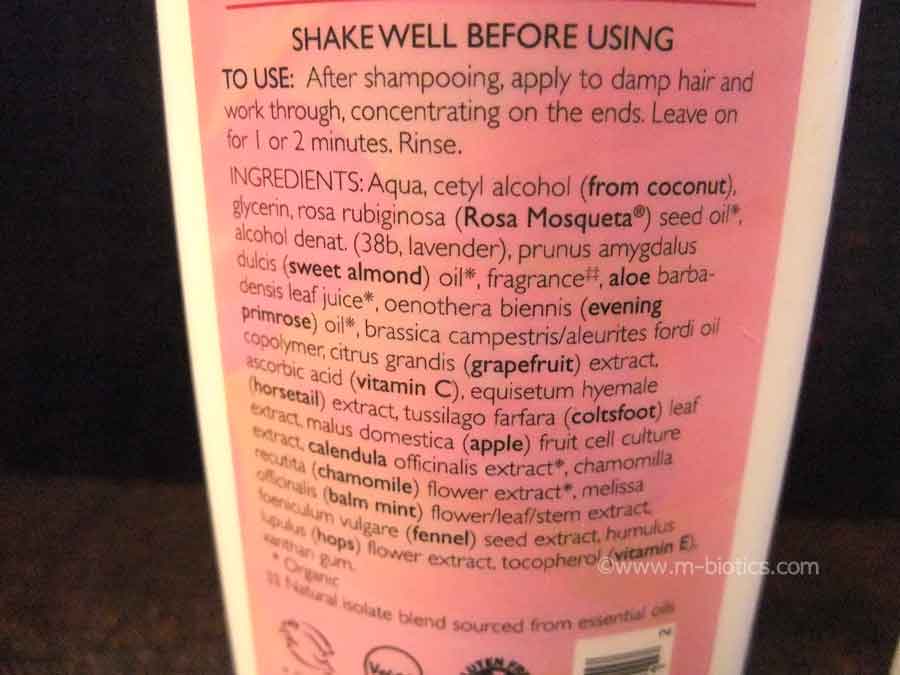 SHAKE WELL BEFORE USING
TO USE: After shampooing, apply to damp hair and
work through, concentrating on the ends. Leave on
for 1 or 2 minutes. Rinse.
INGREDIENTS: Aqua, cetyl alcohol (from coconut),
glycerin, rosa rubiginosa (Rosa Mosqueta®) seed oil*,
alcohol denat. (38b, lavender), prunus amygdalus
dulcis (sweet almond) oil*, fragrance‡‡, aloe barba-
densis leaf juice*, oenothera biennis (evening
primrose) oil*, brassica campestris/aleurites fordi oil
copolymer, citrus grandis (grapefruit) extract,
ascorbic acid (vitamin C), equisetum hyemale
(horsetail) extract, tussilago farfara (coltsfoot) leaf
extract, malus domestica (apple) fruit cell culture
extract, calendula officinalis extract*, chamomilla
recutita (chamomile) flower extract*, melissa
officinalis (balm mint) flower/leaf/stem extract,
foeniculum vulgare (fennel) seed extract, humulus
lupulus (hops) flower extract, tocopherol (vitamin E),
xanthan gum.
* Organic
‡‡ Natural isolate blend sourced from essential oils
©www.m-biotics.com